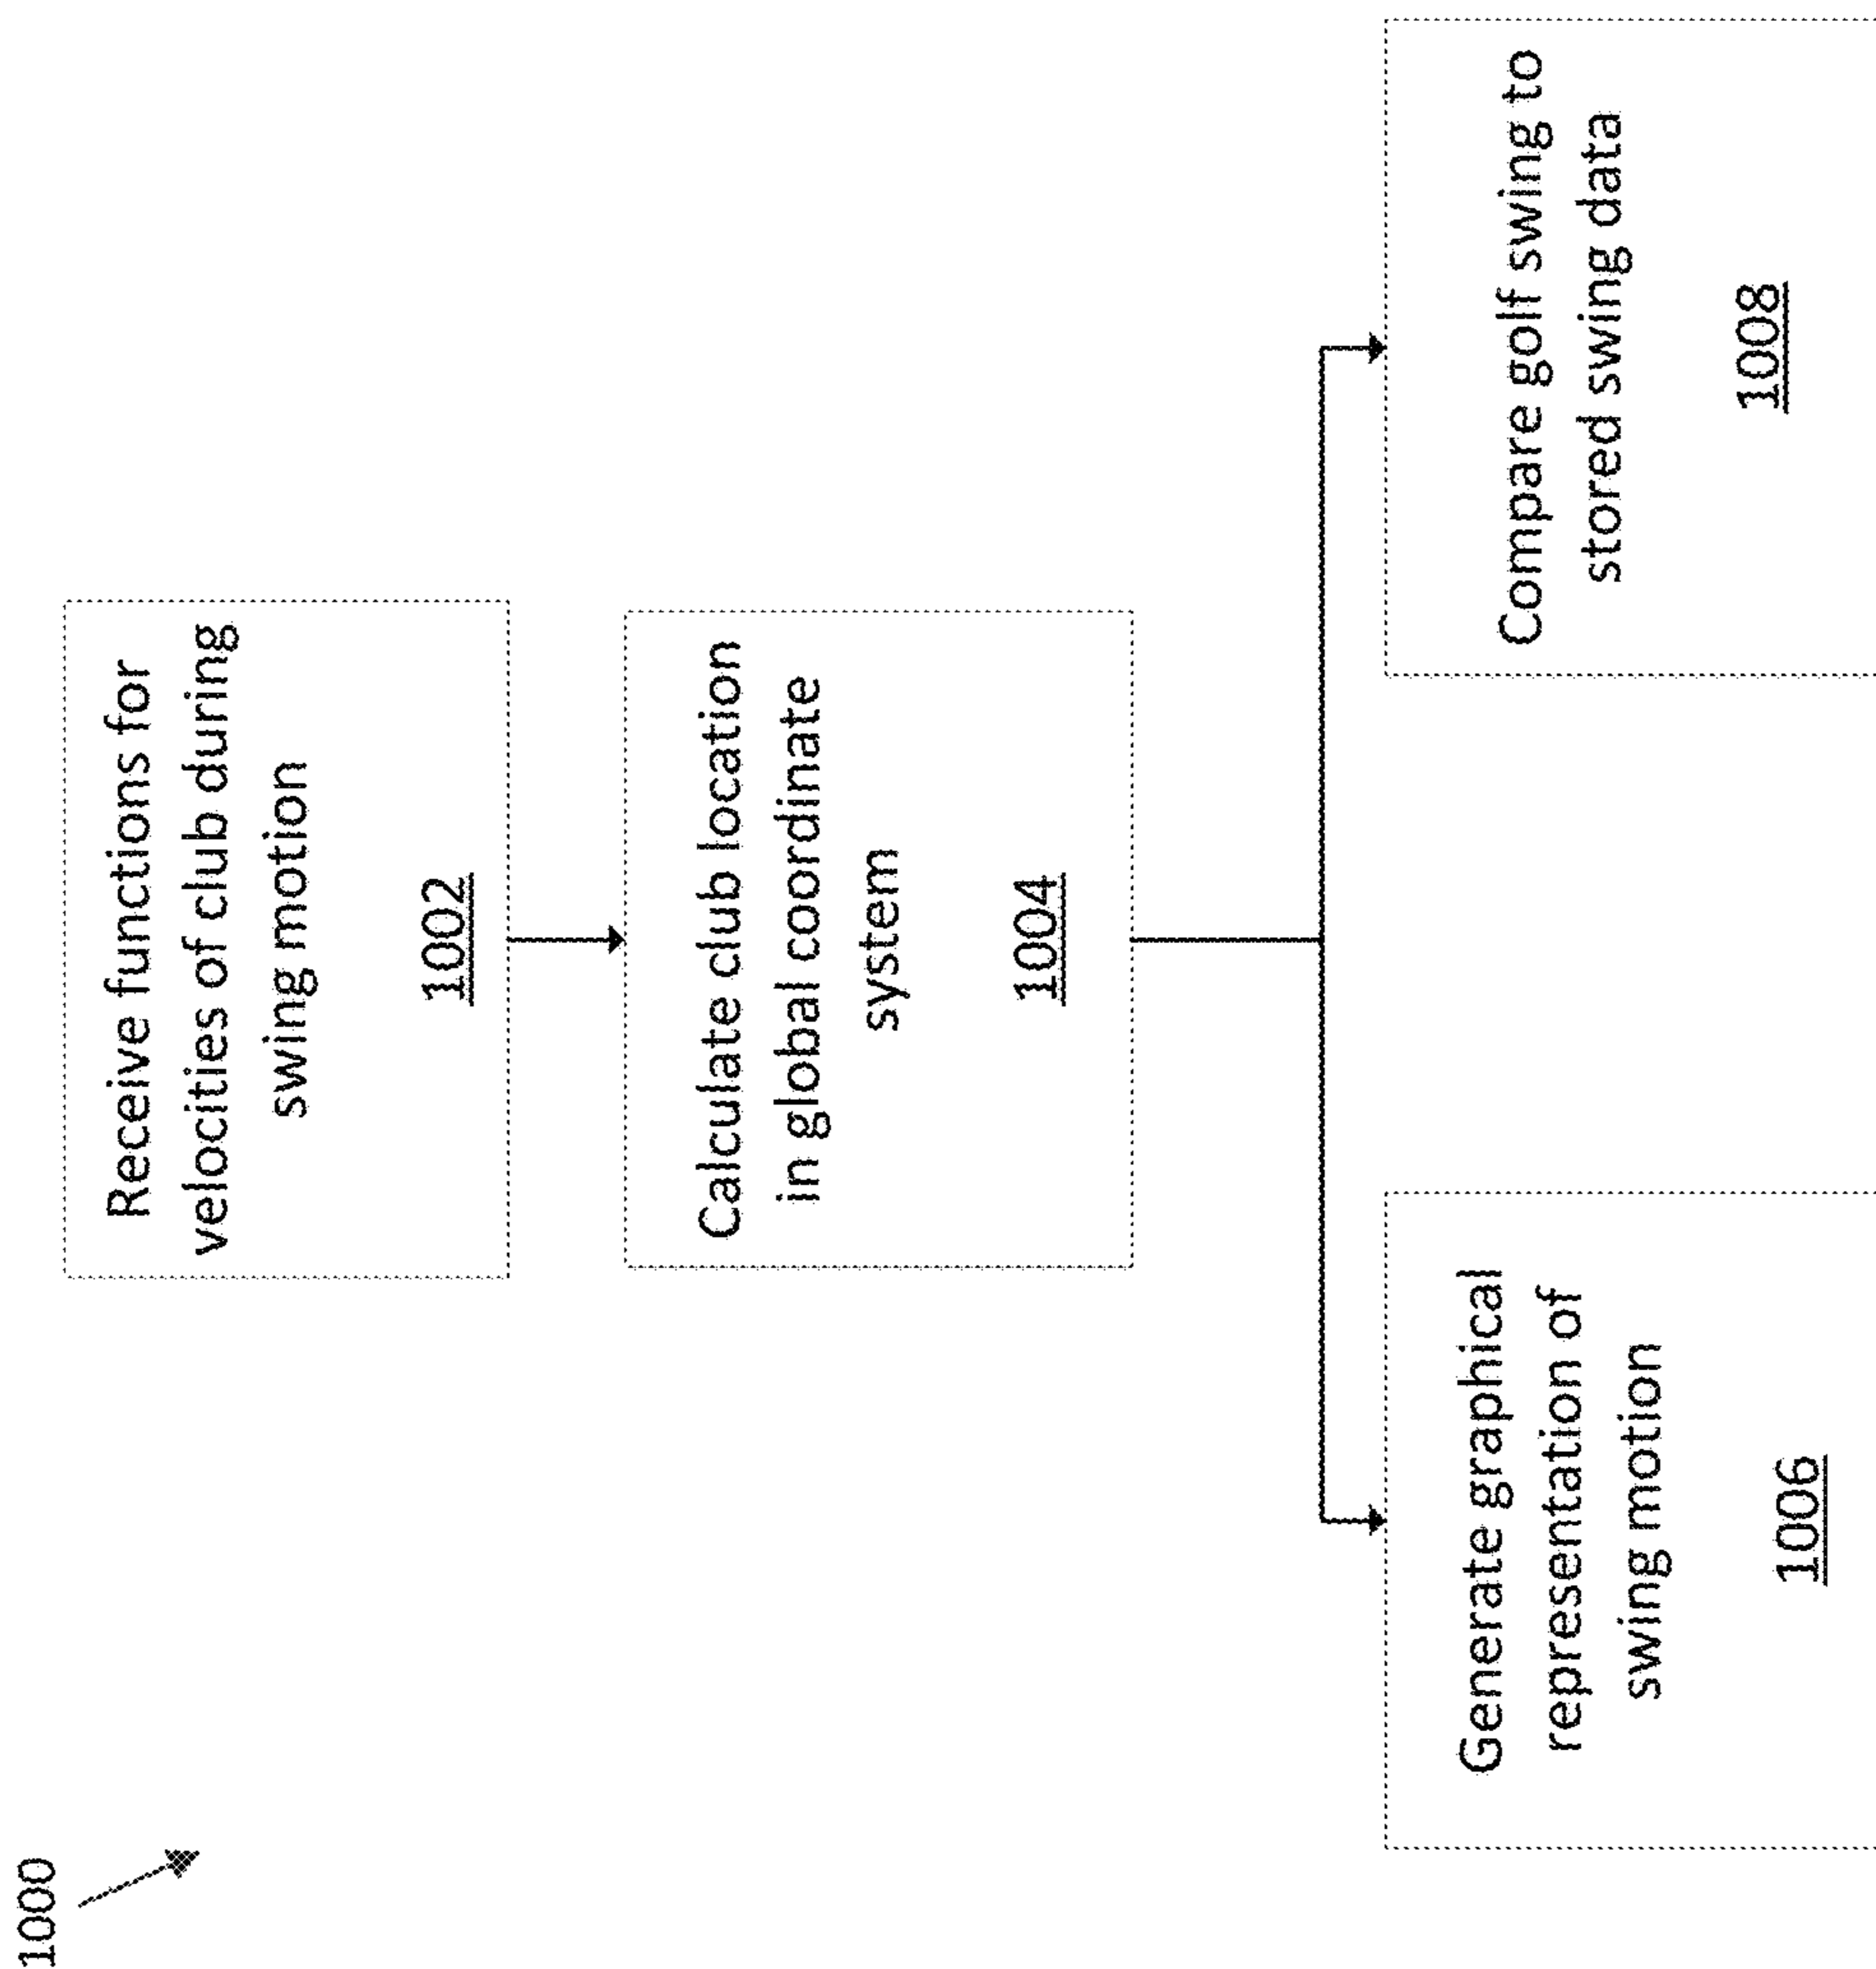 1000
Receive functions for
velocities of club during
swing motion
1002
Calculate club location
in global coordinate
system
1004
Generate graphical
representation of
swing motion
1006
Compare golf swing to
stored swing data
1008